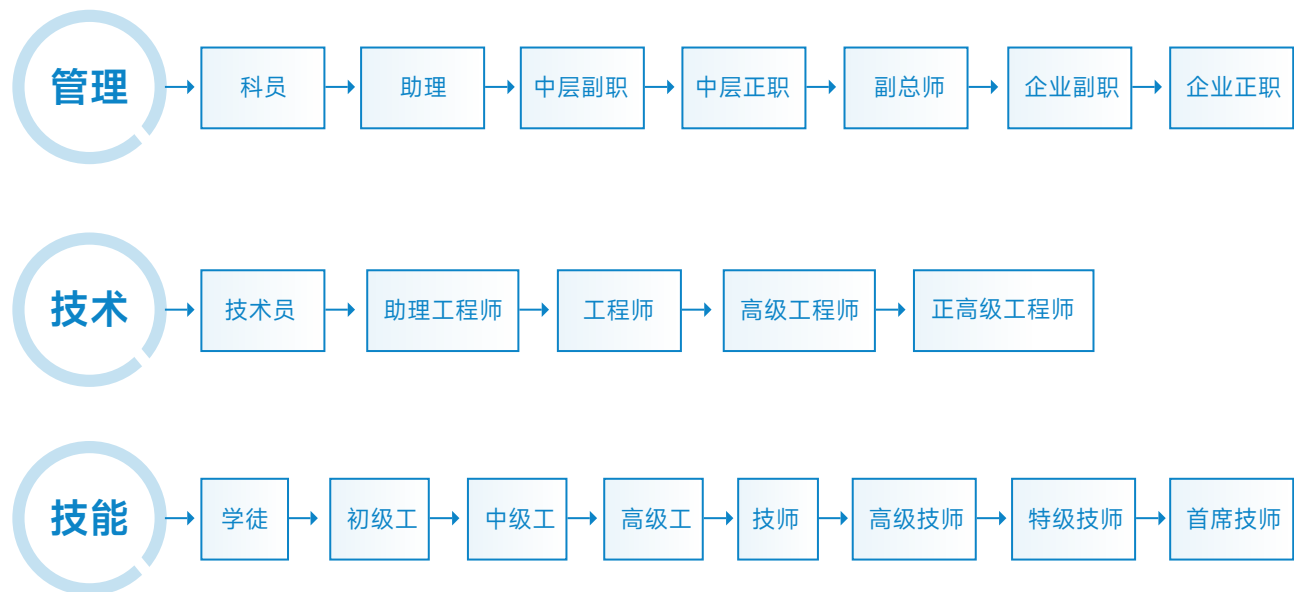 管理
科员
助理
中层副职
中层正职
副总师
企业副职
企业正职
技术
技术员
助理工程师
工程师
高级工程师
正高级工程师
技能
学徒
初级工
中级工
高级工
技师
高级技师
特级技师
首席技师